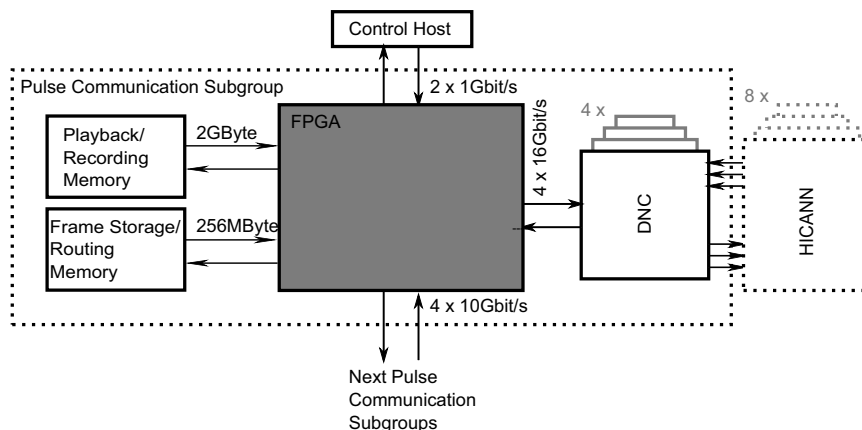 Control Host
Pulse Communication Subgroup
2 x 1Gbit/s
FPGA
Playback/
Recording
Memory
2GByte
Frame Storage/
Routing
Memory
256MByte
4 x 16Gbit/s
4 x
DNC
8 x
HICANN
4 x 10Gbit/s
Next Pulse
Communication
Subgroups